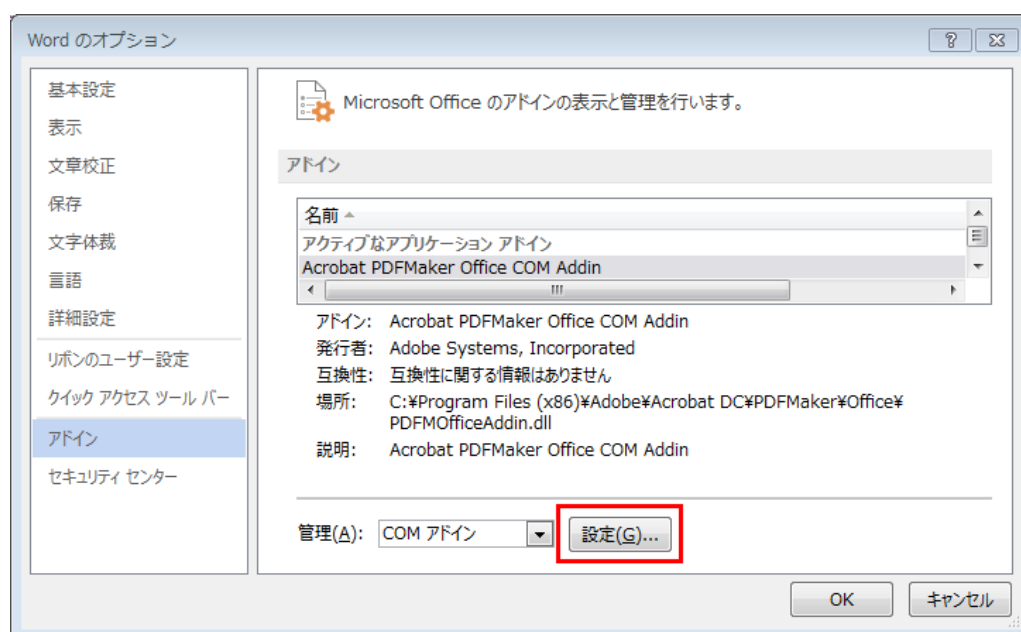 Word のオプション
基本設定
表示
文章校正
保存
文字体裁
言語
詳細設定
リボンのユーザー設定
クイック アクセス ツール バー
アドイン
セキュリティ センター
Microsoft Office のアドインの表示と管理を行います。
アドイン
名前
アクティブなアプリケーション アドイン
Acrobat PDFMaker Office COM Addin
アドイン: Acrobat PDFMaker Office COM Addin
発行者: Adobe Systems, Incorporated
互換性: 互換性に関する情報はありません
場所: C:¥Program Files (x86)¥Adobe¥Acrobat DC¥PDFMaker¥Office¥
PDFMOfficeAddin.dll
説明: Acrobat PDFMaker Office COM Addin
管理(A): COM アドイン 設定(G)...
OK キャンセル